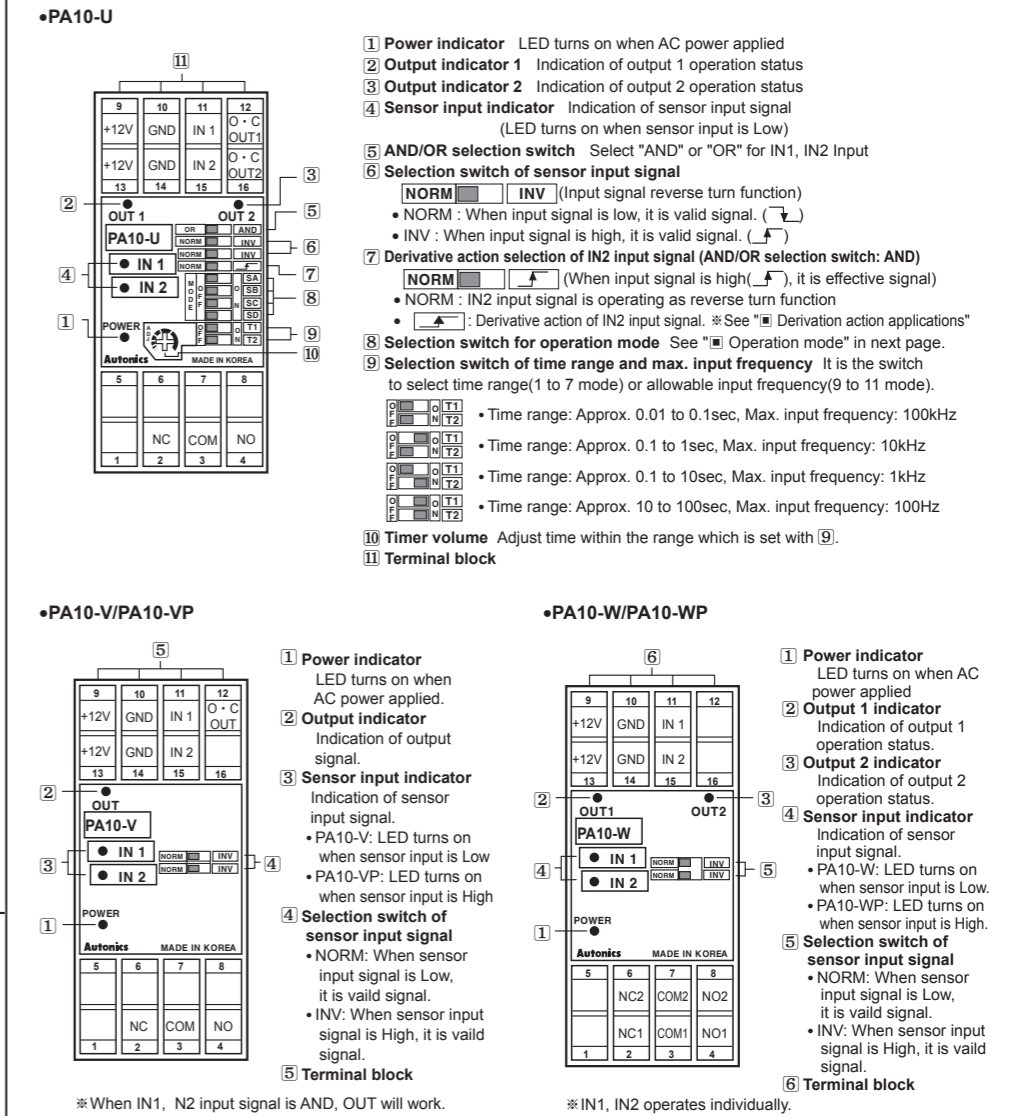 •PA10-U
11
9 10 11 12
+12V GND IN 1 O・C OUT1
+12V GND IN 2 O・C OUT2
13 14 15 16
3
2
OUT 1 OUT 2
5
OR AND
PA10-U
NORM INV
6
NORM INV
4
IN 1
NORM
7
IN 2
MODE OFF ON SA SB SC SD
8
1
POWER
ADJ
OFF ON T1 T2
9
10
Autonics MADE IN KOREA
5 6 7 8
NC COM NO
1 2 3 4
1 Power indicator LED turns on when AC power applied
2 Output indicator 1 Indication of output 1 operation status
3 Output indicator 2 Indication of output 2 operation status
4 Sensor input indicator Indication of sensor input signal
(LED turns on when sensor input is Low)
5 AND/OR selection switch Select "AND" or "OR" for IN1, IN2 Input
6 Selection switch of sensor input signal
NORM INV (Input signal reverse turn function)
• NORM : When input signal is low, it is valid signal. ( )
• INV : When input signal is high, it is valid signal. ( )
7 Derivative action selection of IN2 input signal (AND/OR selection switch: AND)
NORM (When input signal is high( ), it is effective signal)
• NORM : IN2 input signal is operating as reverse turn function
• : Derivative action of IN2 input signal. ※See "▣ Derivation action applications"
8 Selection switch for operation mode See "▣ Operation mode" in next page.
9 Selection switch of time range and max. input frequency It is the switch
to select time range(1 to 7 mode) or allowable input frequency(9 to 11 mode).
OFF ON T1 T2 • Time range: Approx. 0.01 to 0.1sec, Max. input frequency: 100kHz
OFF ON T1 T2 • Time range: Approx. 0.1 to 1sec, Max. input frequency: 10kHz
OFF ON T1 T2 • Time range: Approx. 0.1 to 10sec, Max. input frequency: 1kHz
OFF ON T1 T2 • Time range: Approx. 10 to 100sec, Max. input frequency: 100Hz
10 Timer volume Adjust time within the range which is set with 9.
11 Terminal block
•PA10-V/PA10-VP
5
9 10 11 12
+12V GND IN 1 O・C OUT
+12V GND IN 2
13 14 15 16
2
OUT
PA10-V
3
IN 1 NORM INV
4
IN 2 NORM INV
POWER
1
Autonics MADE IN KOREA
5 6 7 8
NC COM NO
1 2 3 4
1 Power indicator
LED turns on when
AC power applied.
2 Output indicator
Indication of output
signal.
3 Sensor input indicator
Indication of sensor
input signal.
• PA10-V: LED turns on
when sensor input is Low
• PA10-VP: LED turns on
when sensor input is High
4 Selection switch of
sensor input signal
• NORM: When sensor
input signal is Low,
it is vaild signal.
• INV: When sensor input
signal is High, it is vaild
signal.
5 Terminal block
※When IN1, N2 input signal is AND, OUT will work.
•PA10-W/PA10-WP
6
9 10 11 12
+12V GND IN 1
+12V GND IN 2
13 14 15 16
2
3
OUT1 OUT2
PA10-W
4
IN 1 NORM INV
5
IN 2 NORM INV
POWER
1
Autonics MADE IN KOREA
5 6 7 8
NC2 COM2 NO2
NC1 COM1 NO1
1 2 3 4
1 Power indicator
LED turns on when AC
power applied
2 Output 1 indicator
Indication of output 1
operation status.
3 Output 2 indicator
Indication of output 2
operation status.
4 Sensor input indicator
Indication of sensor
input signal.
• PA10-W: LED turns on
when sensor input is Low.
• PA10-WP: LED turns on
when sensor input is High.
5 Selection switch of
sensor input signal
• NORM: When sensor
input signal is Low,
it is vaild signal.
• INV: When sensor input
signal is High, it is vaild
signal.
6 Terminal block
※IN1, IN2 operates individually.